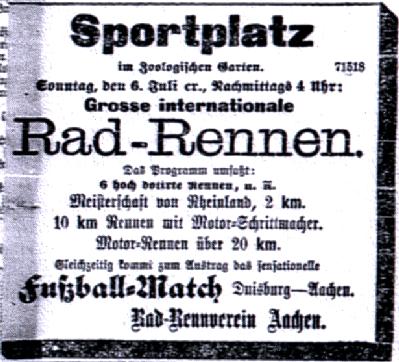 Sportplatz
im Zoologischen Garten. 71518
Sonntag, den 6. Juli cr., Nachmittags 4 Uhr:
Grosse internationale
Rad-Rennen.
Das Programm umfaßt:
6 hoch dotirte Rennen, u. A.
Meisterschaft von Rheinland, 2 km.
10 km Rennen mit Motor-Schrittmacher.
Motor-Rennen über 20 km.
Gleichzeitig kommt zum Austrag das sensationelle
Fußball-Match Duisburg—Aachen.
Rad-Rennverein Aachen.